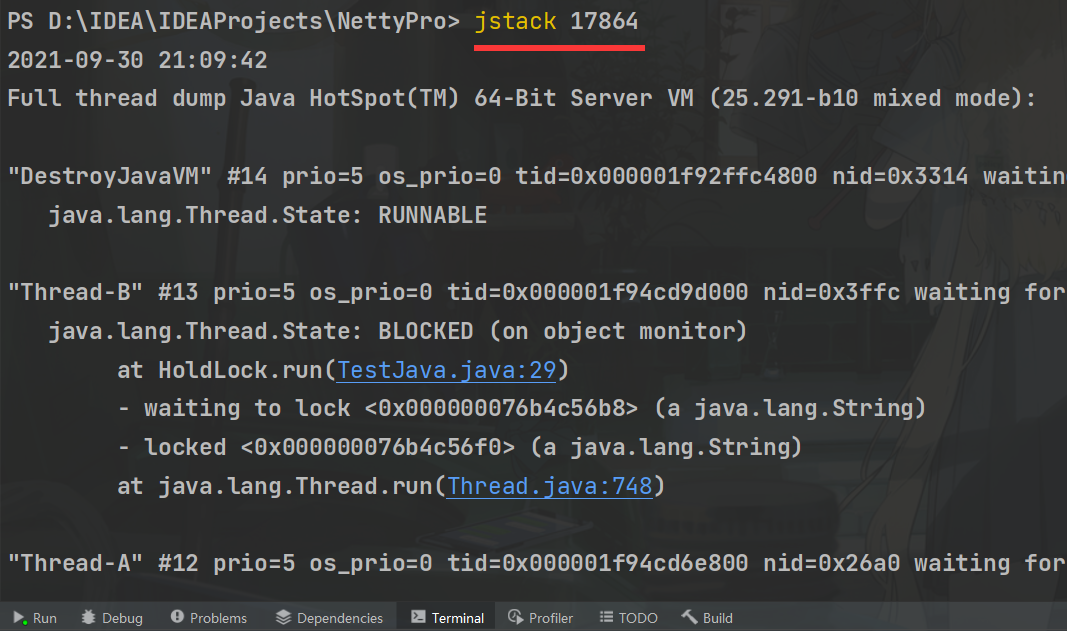 PS D:\IDEA\IDEAProjects\NettyPro> jstack 17864
2021-09-30 21:09:42
Full thread dump Java HotSpot(TM) 64-Bit Server VM (25.291-b10 mixed mode):
"DestroyJavaVM" #14 prio=5 os_prio=0 tid=0x000001f92ffc4800 nid=0x3314 waitin
java.lang.Thread.State: RUNNABLE
"Thread-B" #13 prio=5 os_prio=0 tid=0x000001f94cd9d000 nid=0x3ffc waiting for
java.lang.Thread.State: BLOCKED (on object monitor)
at HoldLock.run(TestJava.java:29)
- waiting to lock <0x000000076b4c56b8> (a java.lang.String)
- locked <0x000000076b4c56f0> (a java.lang.String)
at java.lang.Thread.run(Thread.java:748)
"Thread-A" #12 prio=5 os_prio=0 tid=0x000001f94cd6e800 nid=0x26a0 waiting for
Run Debug Problems Dependencies Terminal Profiler TODO Build